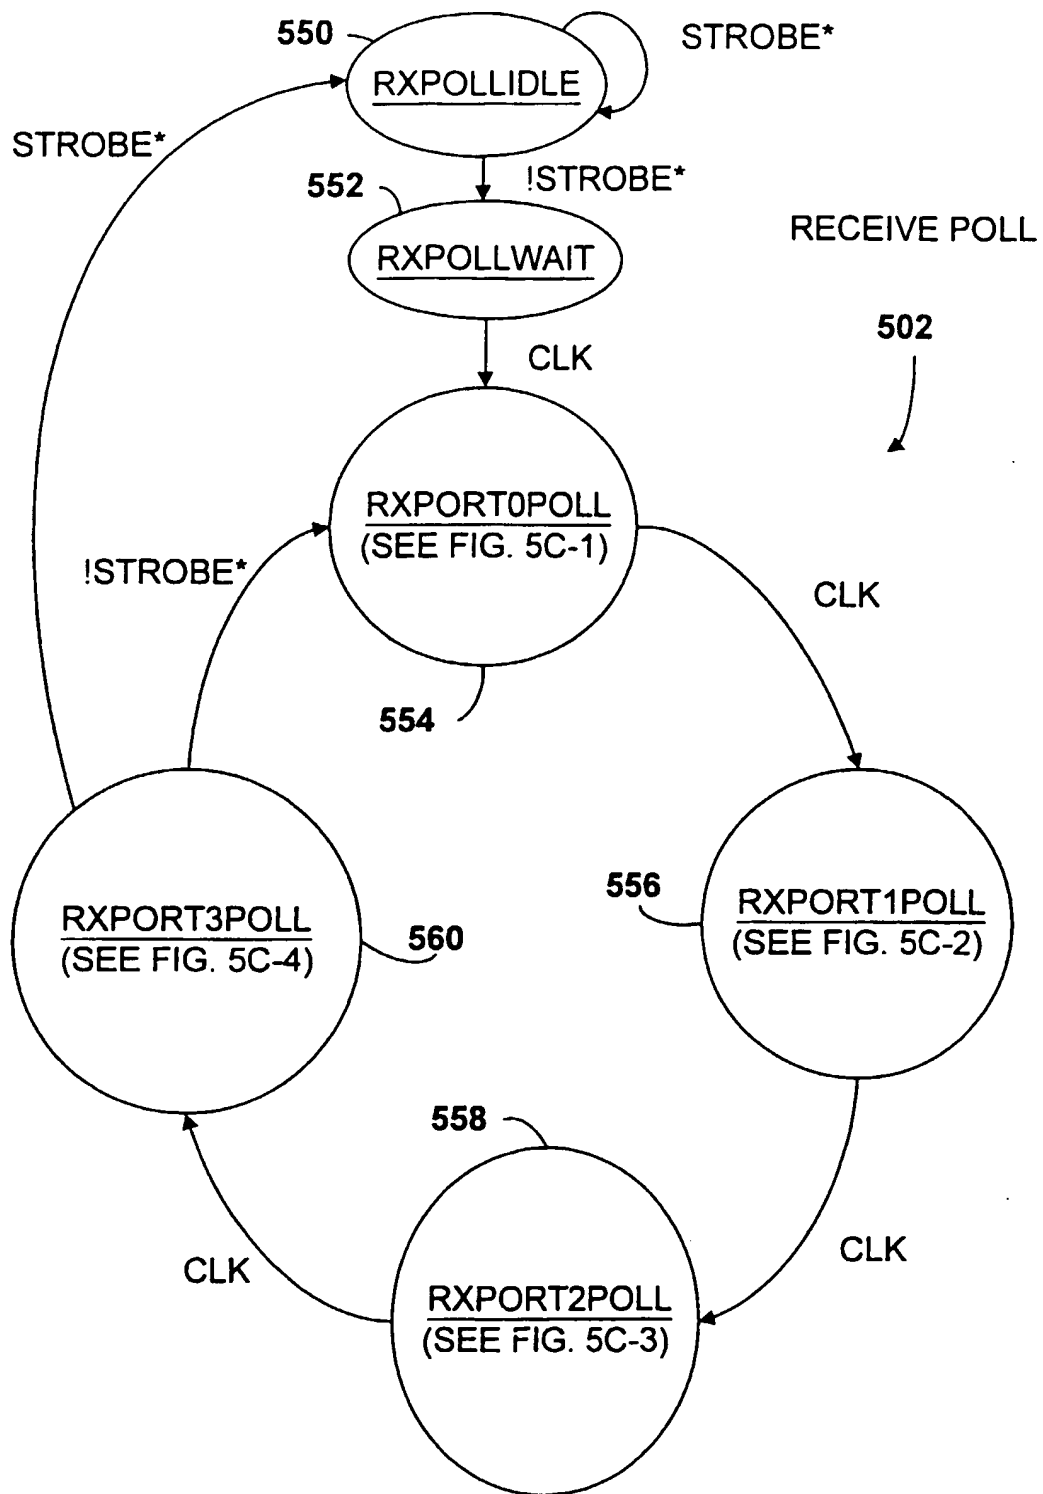 550
STROBE*
RXPOLLIDLE
STROBE*
!STROBE*
552
RXPOLLWAIT
RECEIVE POLL
502
CLK
RXPORT0POLL
(SEE FIG. 5C-1)
!STROBE*
CLK
554
556
RXPORT1POLL
(SEE FIG. 5C-2)
RXPORT3POLL
(SEE FIG. 5C-4)
560
558
CLK
CLK
RXPORT2POLL
(SEE FIG. 5C-3)